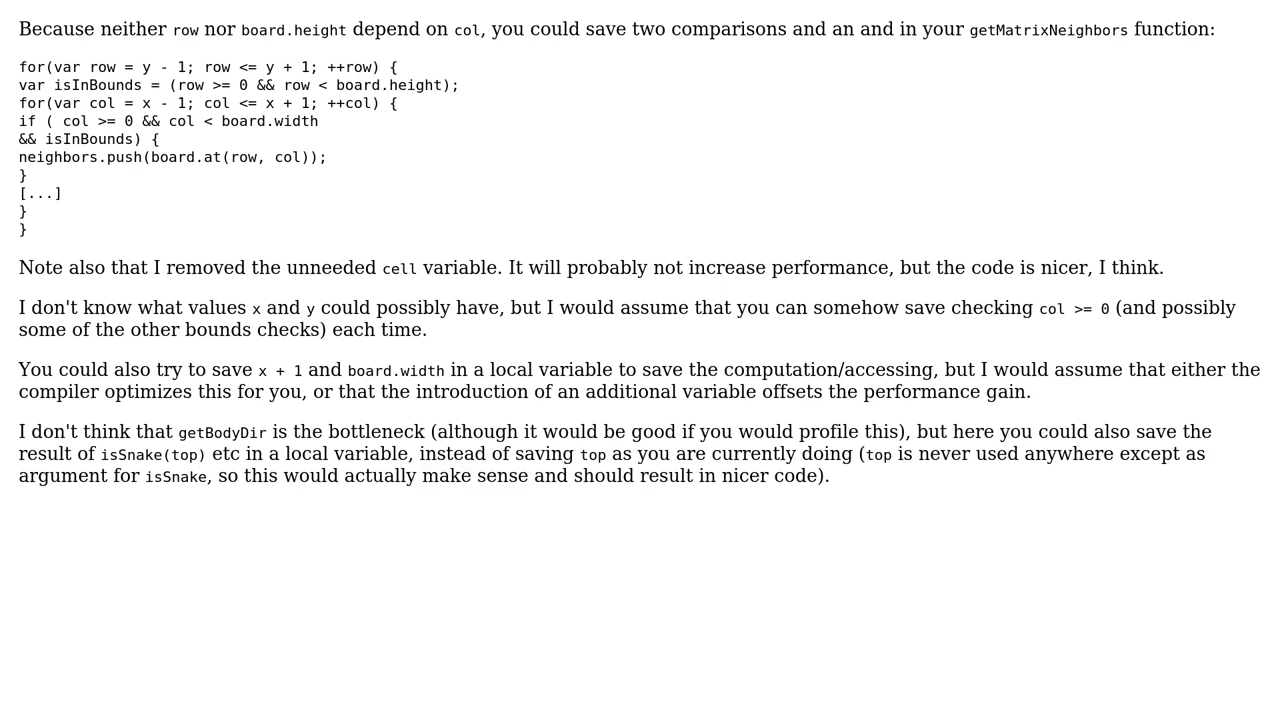 Because neither row nor board.height depend on col, you could save two comparisons and an and in your getMatrixNeighbors function:
for(var row = y - 1; row <= y + 1; ++row) {
var isInBounds = (row >= 0 && row < board.height);
for(var col = x - 1; col <= x + 1; ++col) {
if ( col >= 0 && col < board.width
&& isInBounds) {
neighbors.push(board.at(row, col));
}
[...]
}
}
Note also that I removed the unneeded cell variable. It will probably not increase performance, but the code is nicer, I think.
I don't know what values x and y could possibly have, but I would assume that you can somehow save checking col >= 0 (and possibly
some of the other bounds checks) each time.
You could also try to save x + 1 and board.width in a local variable to save the computation/accessing, but I would assume that either the
compiler optimizes this for you, or that the introduction of an additional variable offsets the performance gain.
I don't think that getBodyDir is the bottleneck (although it would be good if you would profile this), but here you could also save the
result of isSnake(top) etc in a local variable, instead of saving top as you are currently doing (top is never used anywhere except as
argument for isSnake, so this would actually make sense and should result in nicer code).